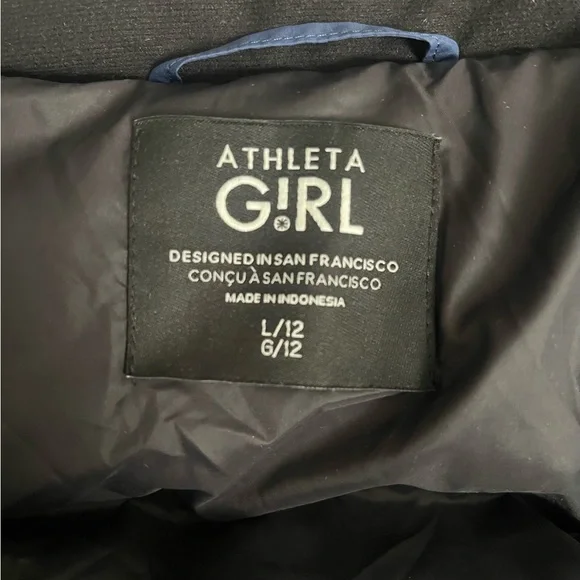 ATHLETA
G!RL
DESIGNED IN SAN FRANCISCO
CONÇU À SAN FRANCISCO
MADE IN INDONESIA
L/12
G/12